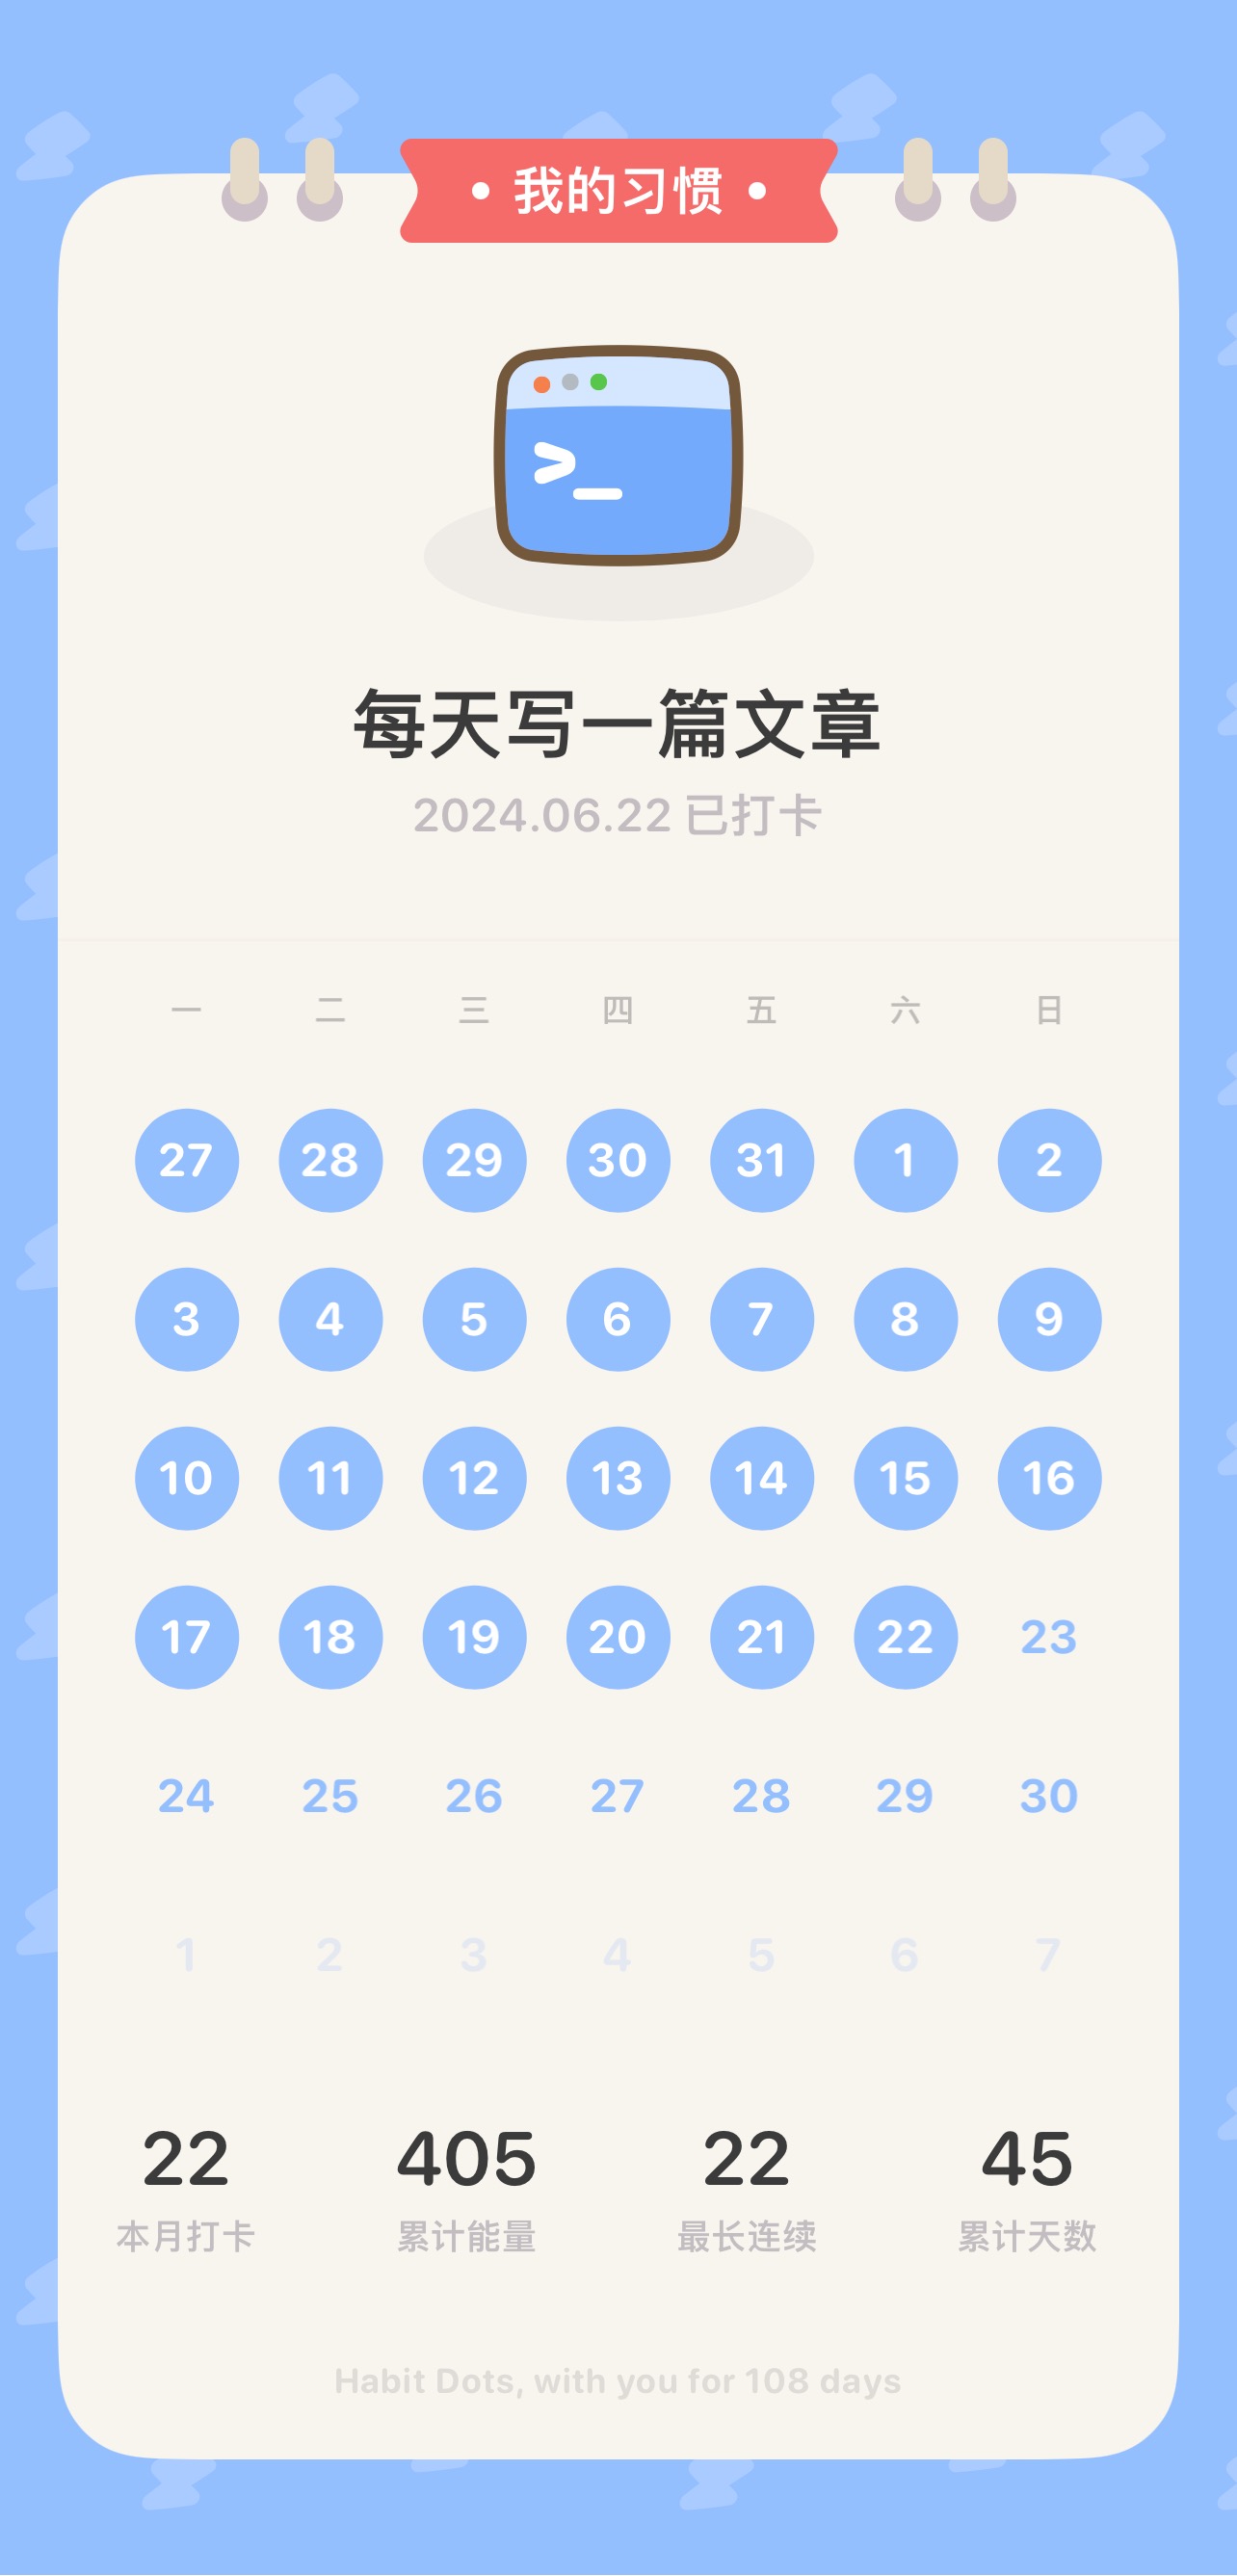 • 我的习惯 •
>_
每天写一篇文章
2024.06.22 已打卡
一 二 三 四 五 六 日
27 28 29 30 31 1 2
3 4 5 6 7 8 9
10 11 12 13 14 15 16
17 18 19 20 21 22 23
24 25 26 27 28 29 30
1 2 3 4 5 6 7
22 405 22 45
本月打卡 累计能量 最长连续 累计天数
Habit Dots, with you for 108 days